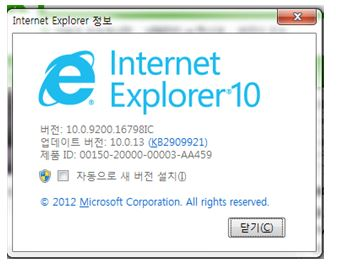 Internet Explorer 정보
Internet
Explorer®10
버전: 10.0.9200.16798IC
업데이트 버전: 10.0.13 (KB2909921)
제품 ID: 00150-20000-00003-AA459
자동으로 새 버전 설치(I)
© 2012 Microsoft Corporation. All rights reserved.
닫기(C)